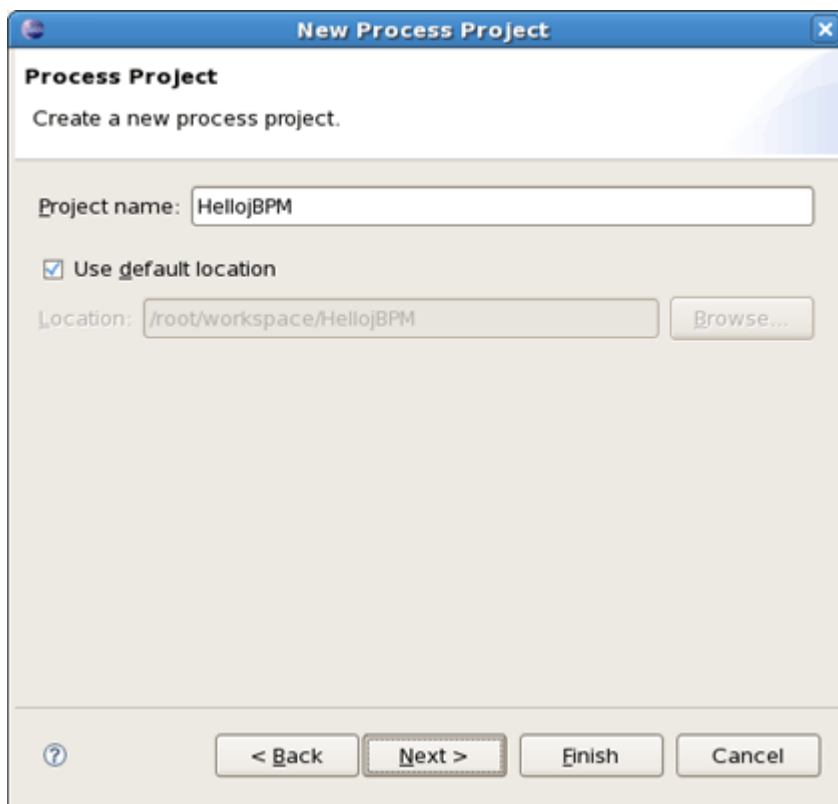 New Process Project
Process Project
Create a new process project.
Project name: HellojBPM
Use default location
Location: /root/workspace/HellojBPM Browse...
< Back Next > Finish Cancel